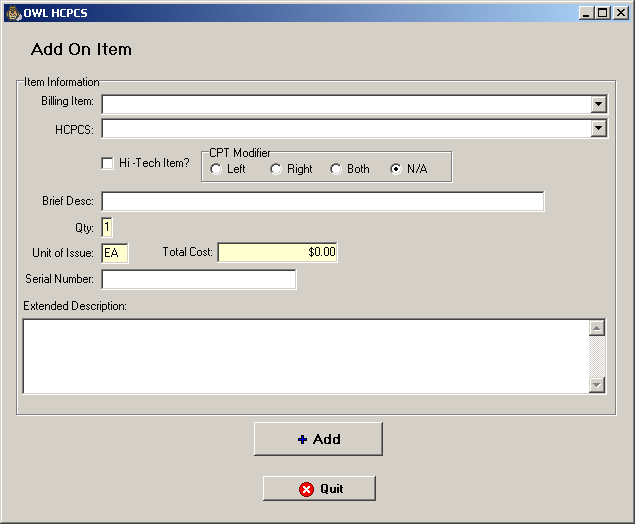 OWL HCPCS
Add On Item
Item Information
Billing Item:
HCPCS:
Hi -Tech Item?
CPT Modifier
Left Right Both N/A
Brief Desc:
Qty: 1
Unit of Issue: EA Total Cost: $0.00
Serial Number:
Extended Description:
Add
Quit